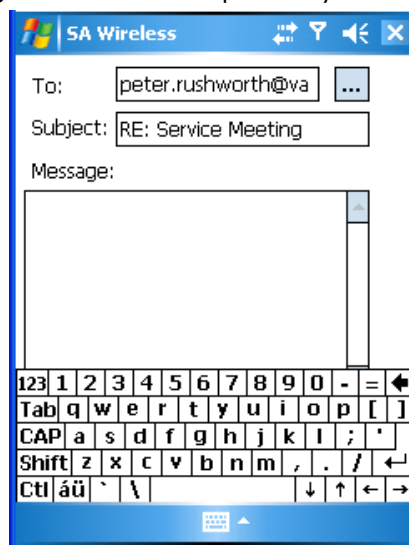 SA Wireless
To: peter.rushworth@va ...
Subject: RE: Service Meeting
Message:
123 1 2 3 4 5 6 7 8 9 0 - =
Tab q w e r t y u i o p [ ]
CAP a s d f g h j k l ; '
Shift z x c v b n m , . / ↵
Ctl áü ` \ ↓ ↑ ← →